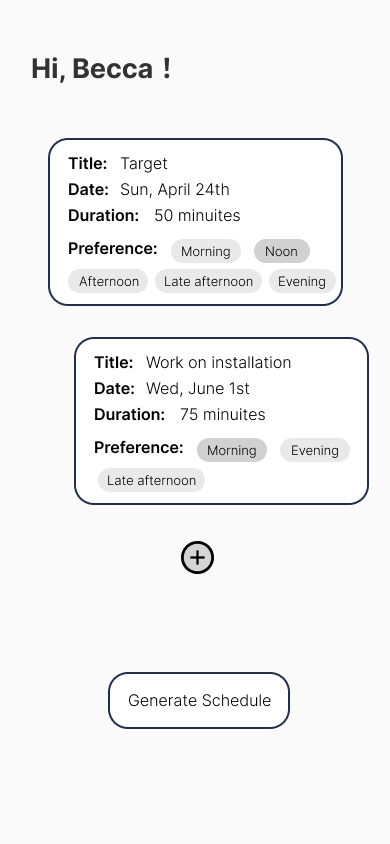 Hi, Becca !
Title: Target
Date: Sun, April 24th
Duration: 50 minuites
Preference: Morning Noon
Afternoon Late afternoon Evening
Title: Work on installation
Date: Wed, June 1st
Duration: 75 minuites
Preference: Morning Evening
Late afternoon
Generate Schedule